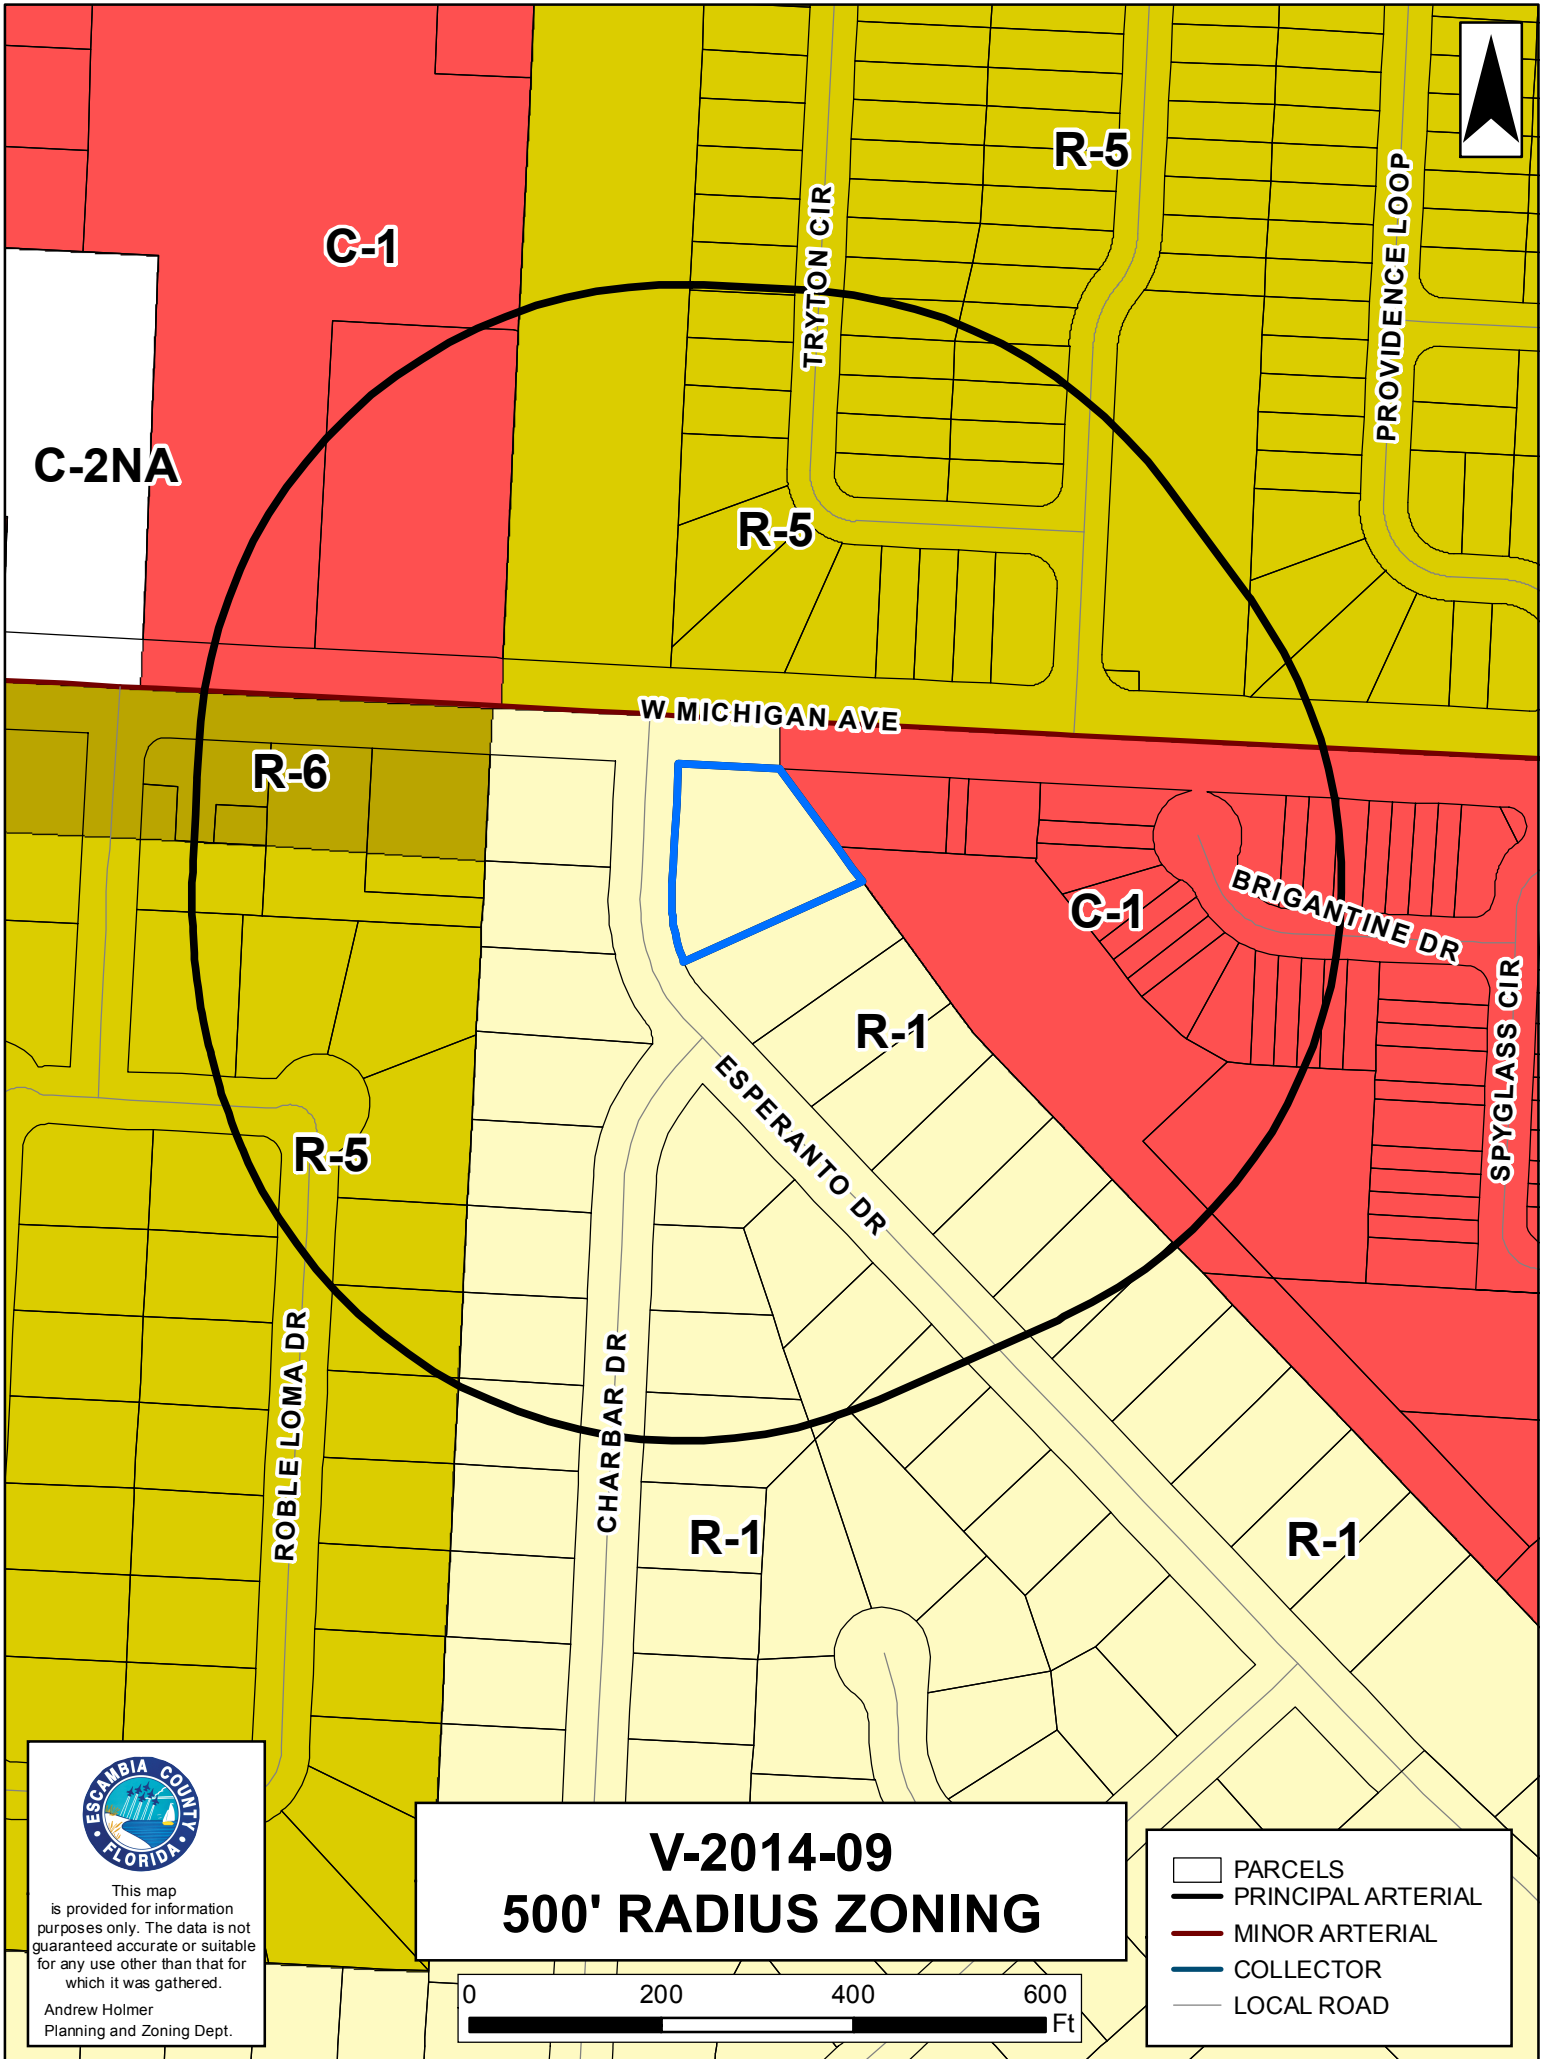 R-5
TRYTON CIR
PROVIDENCE LOOP
C-1
C-2NA
R-5
W MICHIGAN AVE
R-6
BRIGANTINE DR
C-1
SPYGLASS CIR
R-1
ESPERANTO DR
R-5
ROBLE LOMA DR
CHARBAR DR
R-1
R-1
ESCAMBIA COUNTY
FLORIDA
This map
is provided for information
purposes only. The data is not
guaranteed accurate or suitable
for any use other than that for
which it was gathered.
Andrew Holmer
Planning and Zoning Dept.
V-2014-09
500' RADIUS ZONING
0 200 400 600
Ft
PARCELS
PRINCIPAL ARTERIAL
MINOR ARTERIAL
COLLECTOR
LOCAL ROAD